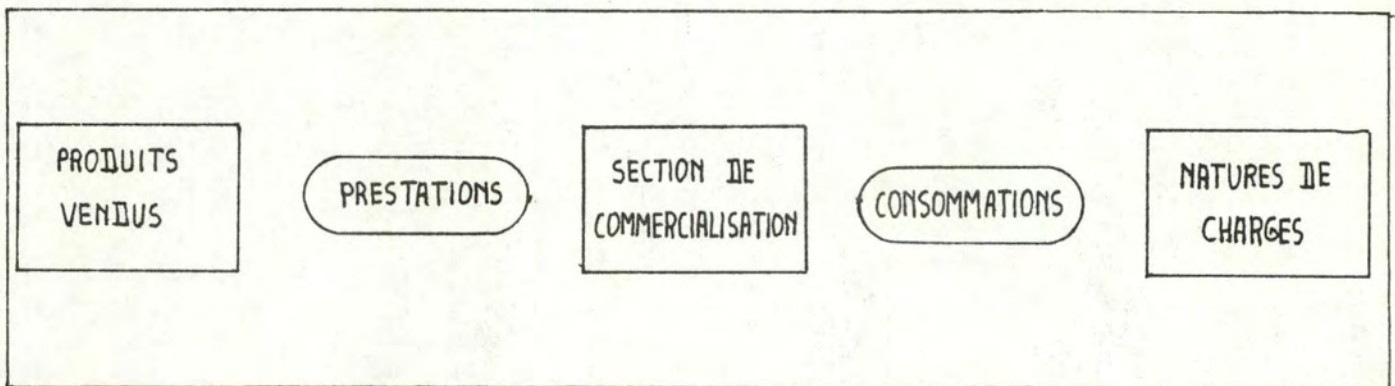 PRODUITS
VENDUS
PRESTATIONS
SECTION DE
COMMERCIALISATION
CONSOMMATIONS
NATURES DE
CHARGES